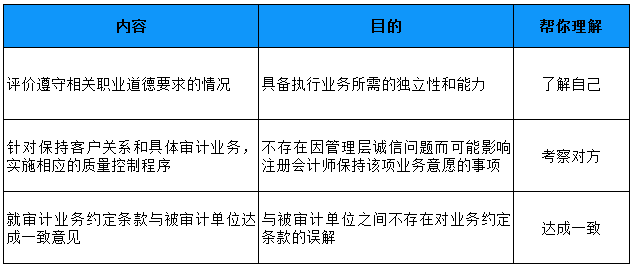 内容 目的 帮你理解
评价遵守相关职业道德要求的情况 具备执行业务所需的独立性和能力 了解自己
针对保持客户关系和具体审计业务，
实施相应的质量控制程序
不存在因管理层诚信问题而可能影响
注册会计师保持该项业务意愿的事项
考察对方
就审计业务约定条款与被审计单位达
成一致意见
与被审计单位之间不存在对业务约定
条款的误解
达成一致